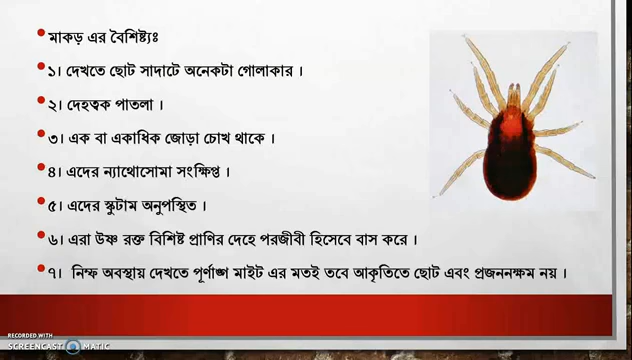 মাকড় এর বৈশিষ্ট্যঃ
১। দেখতে ছোট সাদাটে অনেকটা গোলাকার ।
২। দেহত্বক পাতলা ।
৩। এক বা একাধিক জোড়া চোখ থাকে ।
৪। এদের ন্যাথোসোমা সংক্ষিপ্ত ।
৫। এদের স্কুটাম অনুপস্থিত ।
৬। এরা উষ্ণ রক্ত বিশিষ্ট প্রাণির দেহে পরজীবী হিসেবে বাস করে ।
৭। নিম্ফ অবস্থায় দেখতে পূর্ণাঙ্গ মাইট এর মতই তবে আকৃতিতে ছোট এবং প্রজননক্ষম নয় ।
RECORDED WITH
SCREENCAST MATIC